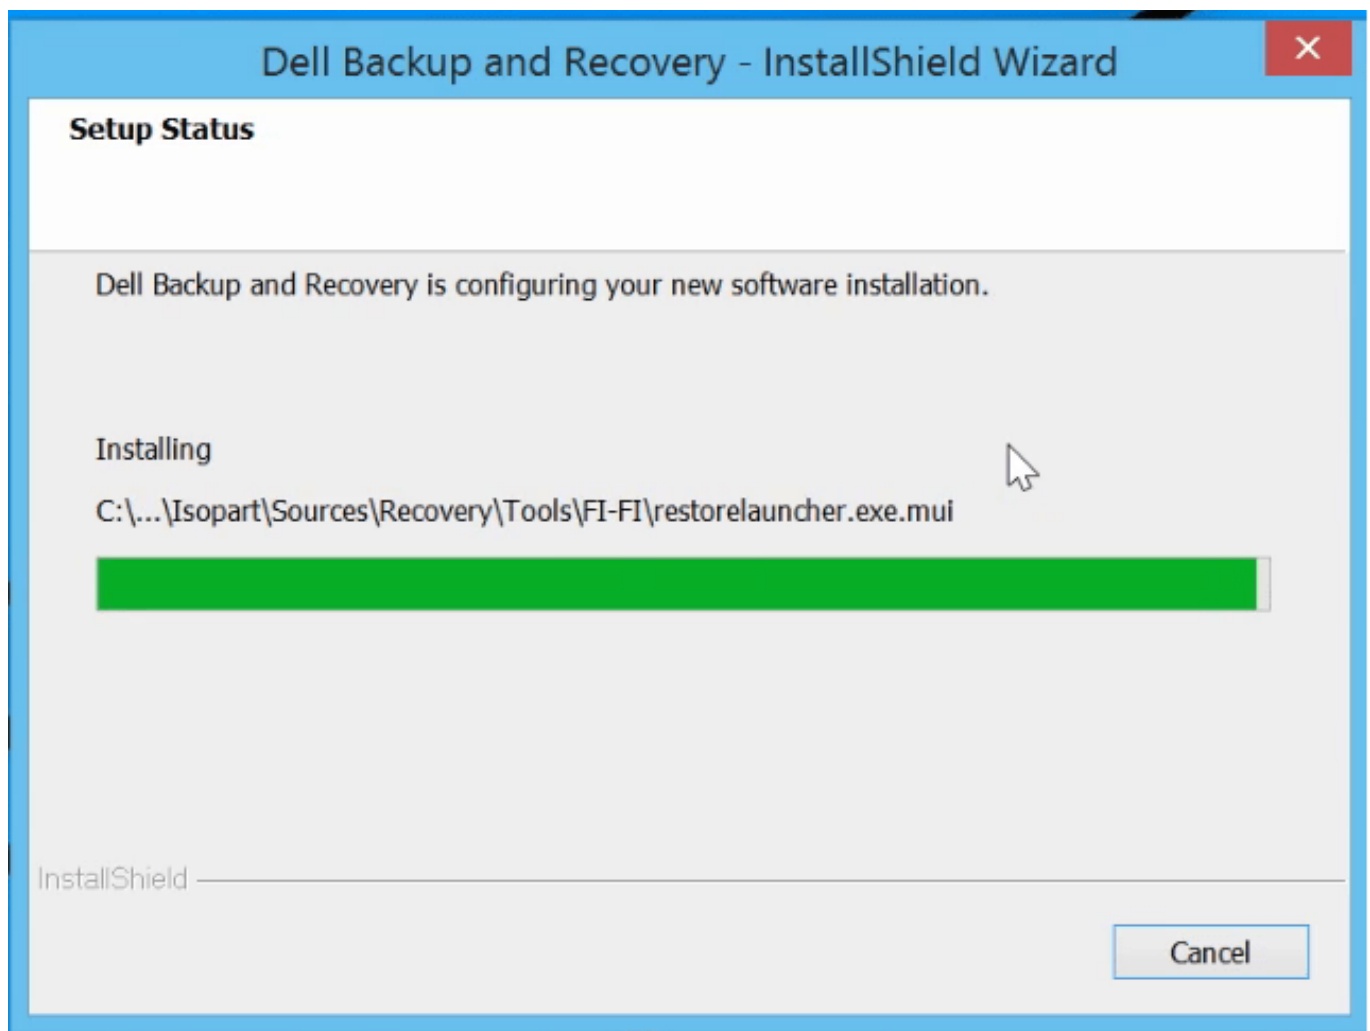 Dell Backup and Recovery - InstallShield Wizard
Setup Status
Dell Backup and Recovery is configuring your new software installation.
Installing
C:\...\Isopart\Sources\Recovery\Tools\FI-FI\restorelauncher.exe.mui
InstallShield
Cancel